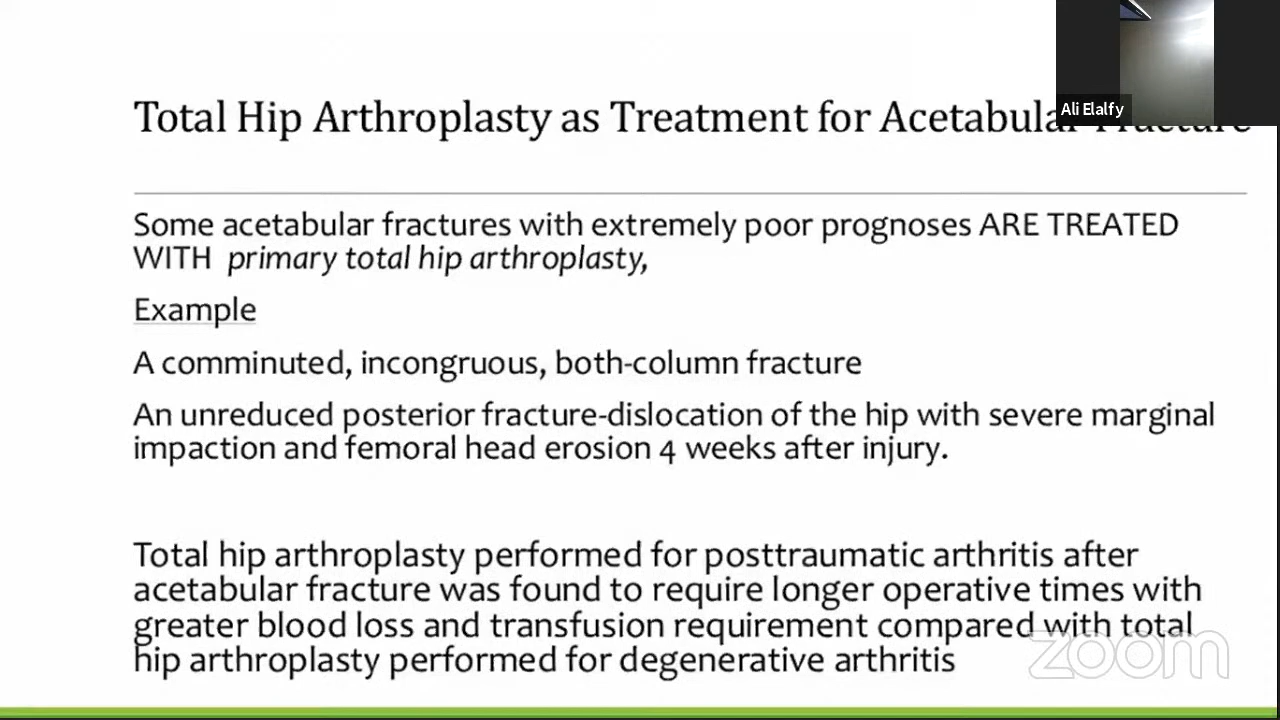 Total Hip Arthroplasty as Treatment for Acetabular Fracture
Ali Elalfy
Some acetabular fractures with extremely poor prognoses ARE TREATED
WITH primary total hip arthroplasty,
Example
A comminuted, incongruous, both-column fracture
An unreduced posterior fracture-dislocation of the hip with severe marginal
impaction and femoral head erosion 4 weeks after injury.
Total hip arthroplasty performed for posttraumatic arthritis after
acetabular fracture was found to require longer operative times with
greater blood loss and transfusion requirement compared with total
hip arthroplasty performed for degenerative arthritis
zoom